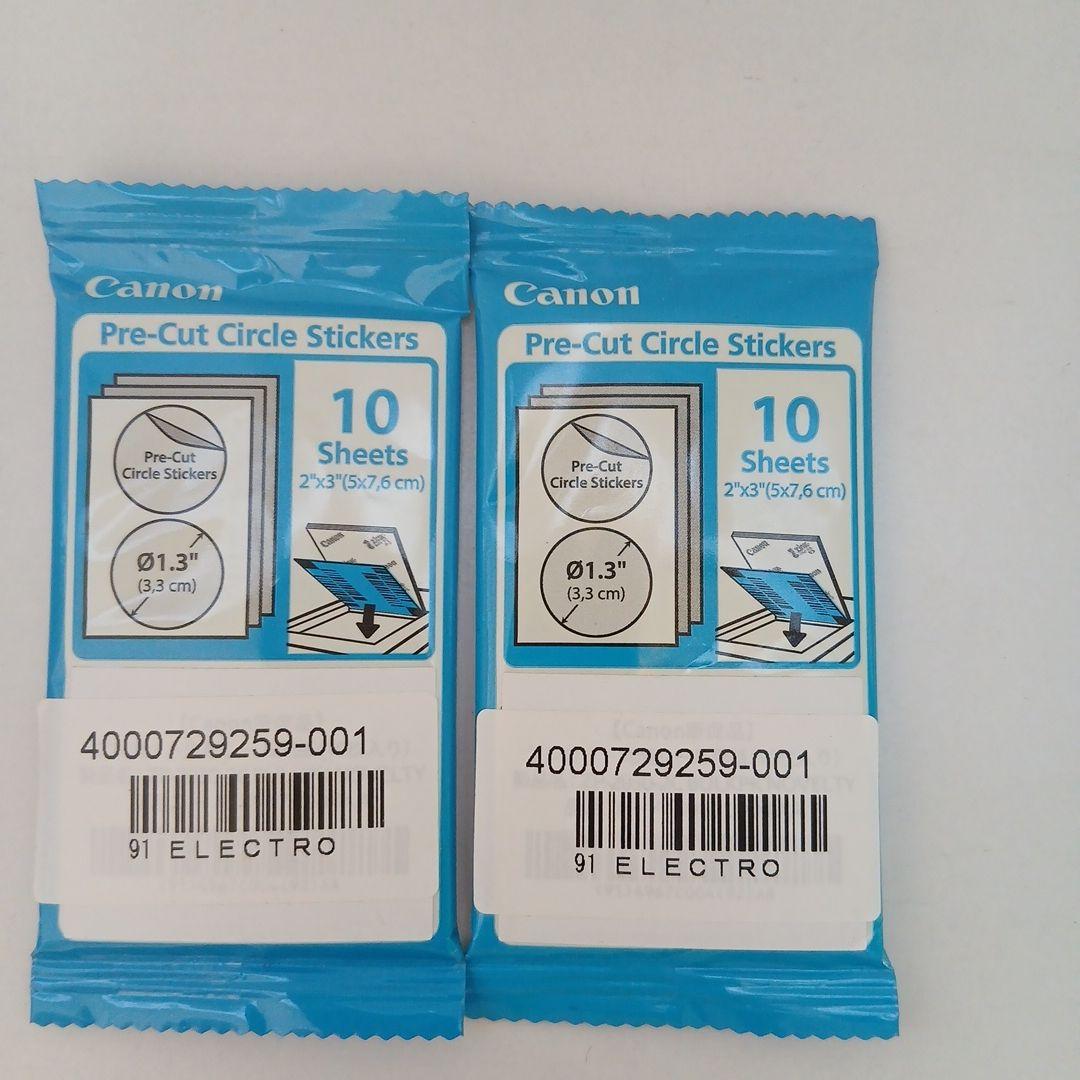 Canon
Pre-Cut Circle Stickers
Pre-Cut
Circle Stickers
Ø1.3"
(3,3 cm)
10
Sheets
2"x3"(5x7,6 cm)
Canon
4000729259-001
91 ELECTRO
Canon
Pre-Cut Circle Stickers
Pre-Cut
Circle Stickers
Ø1.3"
(3,3 cm)
10
Sheets
2"x3"(5x7,6 cm)
Canon
4000729259-001
91 ELECTRO